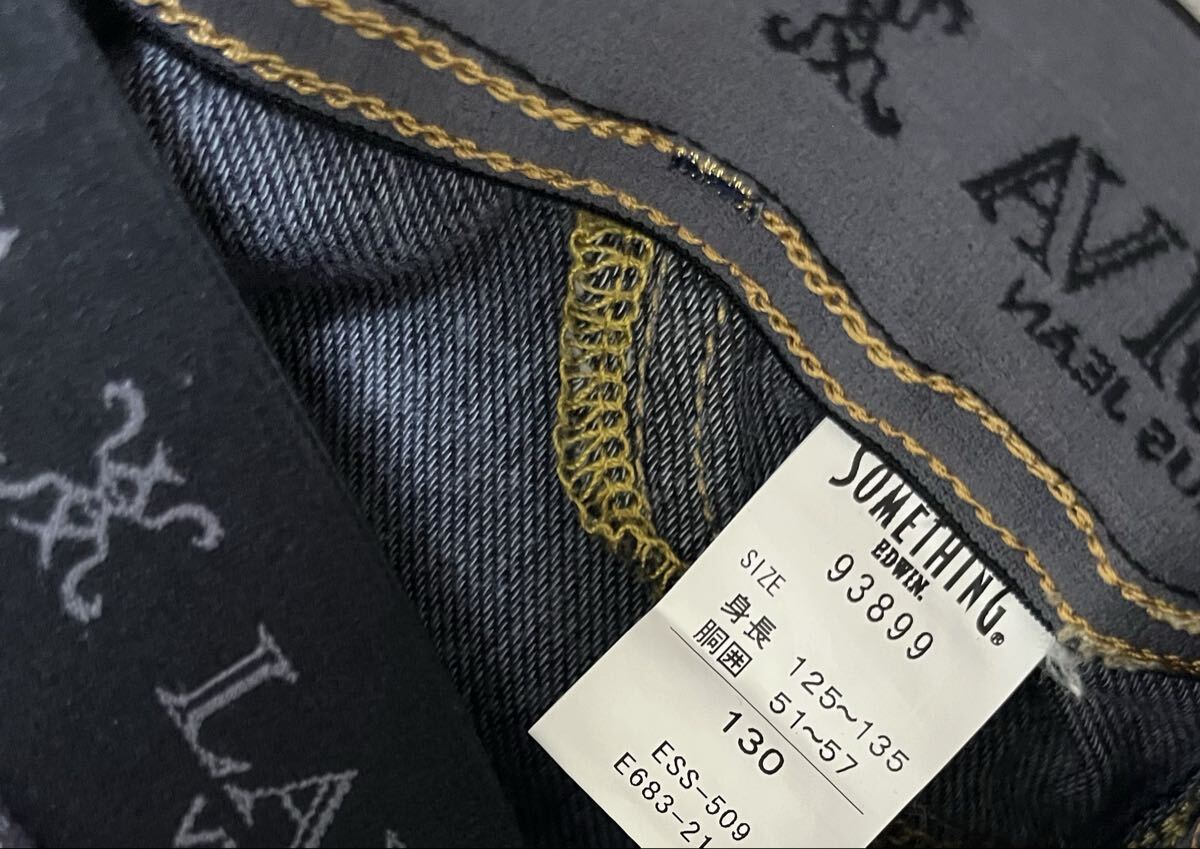 SOMETHING®
EDWIN.
93899
SIZE
身長 125~135
胴囲 51~57
130
ESS-509
E683-21